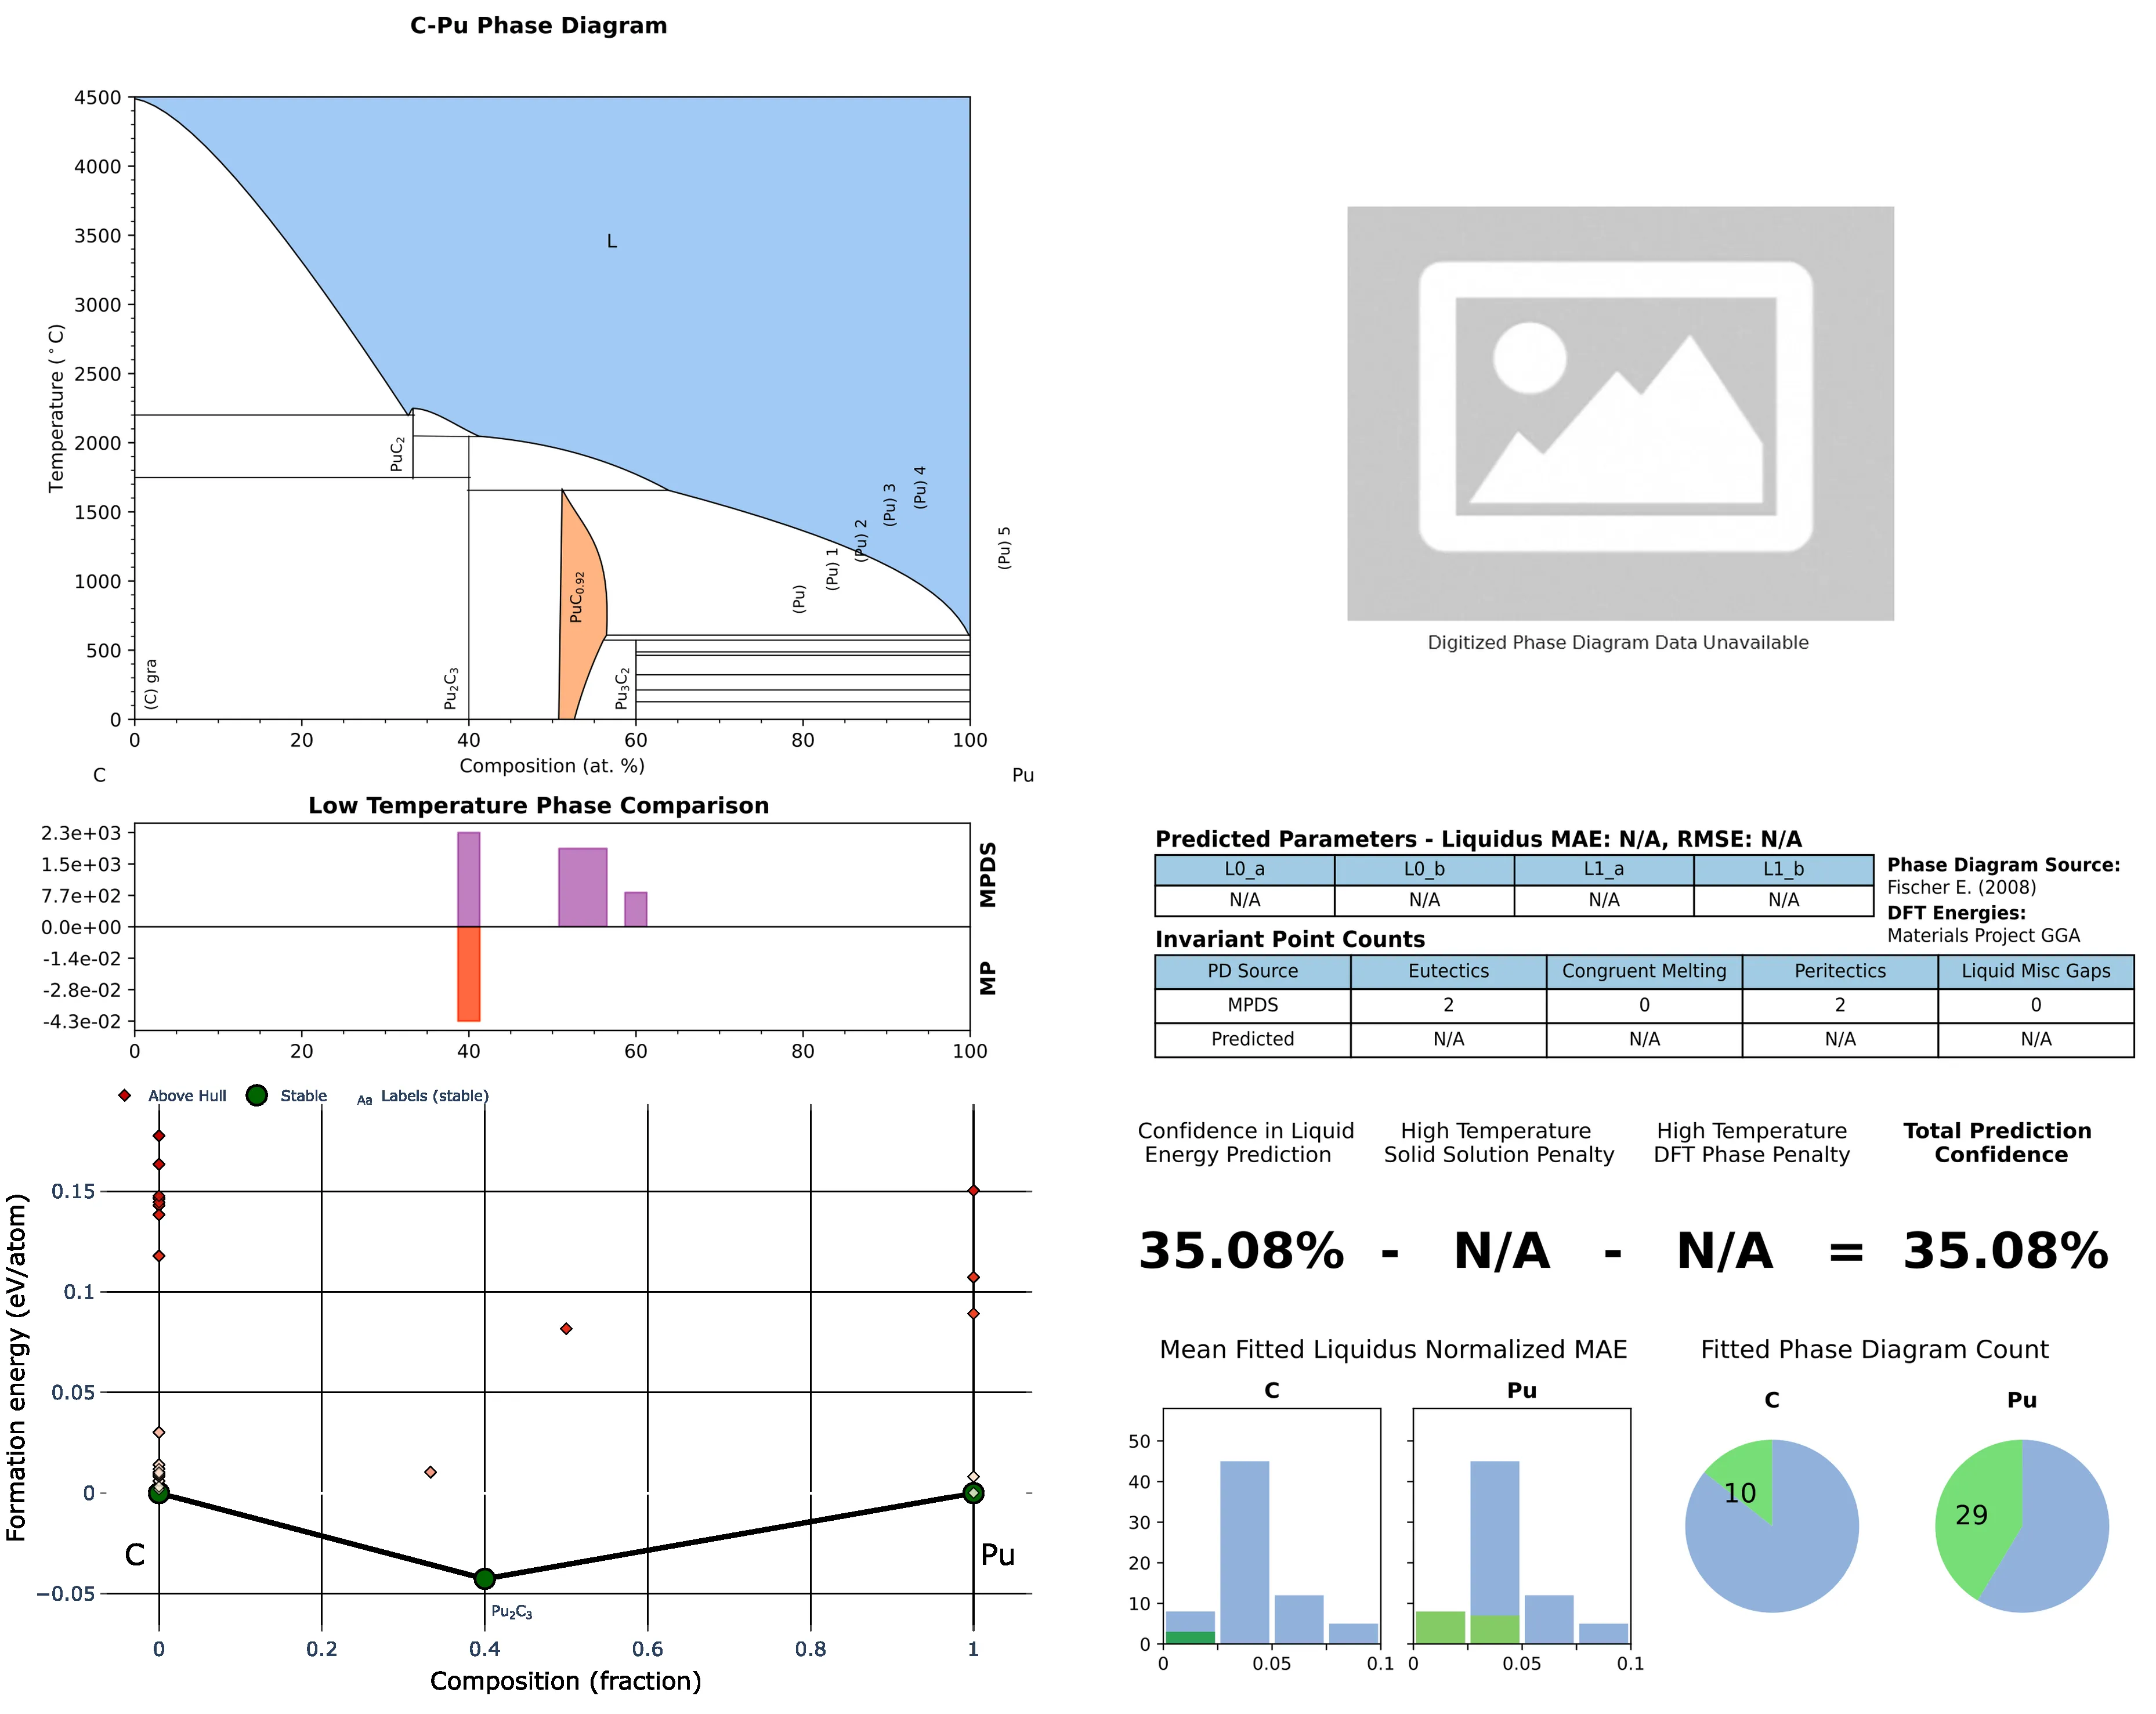 C-Pu Phase Diagram
4500
4000
3500
3000
2500
2000
1500
1000
500
0
Temperature (°C)
L
PuC2
(C) gra
Pu2C3
PuC0.92
Pu3C2
(Pu)
(Pu) 1
(Pu) 2
(Pu) 3
(Pu) 4
(Pu) 5
0 20 40 60 80 100
Composition (at. %)
C Pu
Digitized Phase Diagram Data Unavailable
Low Temperature Phase Comparison
2.3e+03
1.5e+03
7.7e+02
0.0e+00
-1.4e-02
-2.8e-02
-4.3e-02
MPDS
MP
0 20 40 60 80 100
Predicted Parameters - Liquidus MAE: N/A, RMSE: N/A
L0_a L0_b L1_a L1_b
N/A N/A N/A N/A
Phase Diagram Source:
Fischer E. (2008)
DFT Energies:
Materials Project GGA
Invariant Point Counts
PD Source Eutectics Congruent Melting Peritectics Liquid Misc Gaps
MPDS 2 0 2 0
Predicted N/A N/A N/A N/A
Above Hull Stable Aa Labels (stable)
Formation energy (eV/atom)
0.15
0.1
0.05
0
−0.05
C Pu
Pu2C3
0 0.2 0.4 0.6 0.8 1
Composition (fraction)
Confidence in Liquid
Energy Prediction
High Temperature
Solid Solution Penalty
High Temperature
DFT Phase Penalty
Total Prediction
Confidence
35.08% - N/A - N/A = 35.08%
Mean Fitted Liquidus Normalized MAE
C Pu
50
40
30
20
10
0
0 0.05 0.1
0 0.05 0.1
Fitted Phase Diagram Count
C Pu
10
29